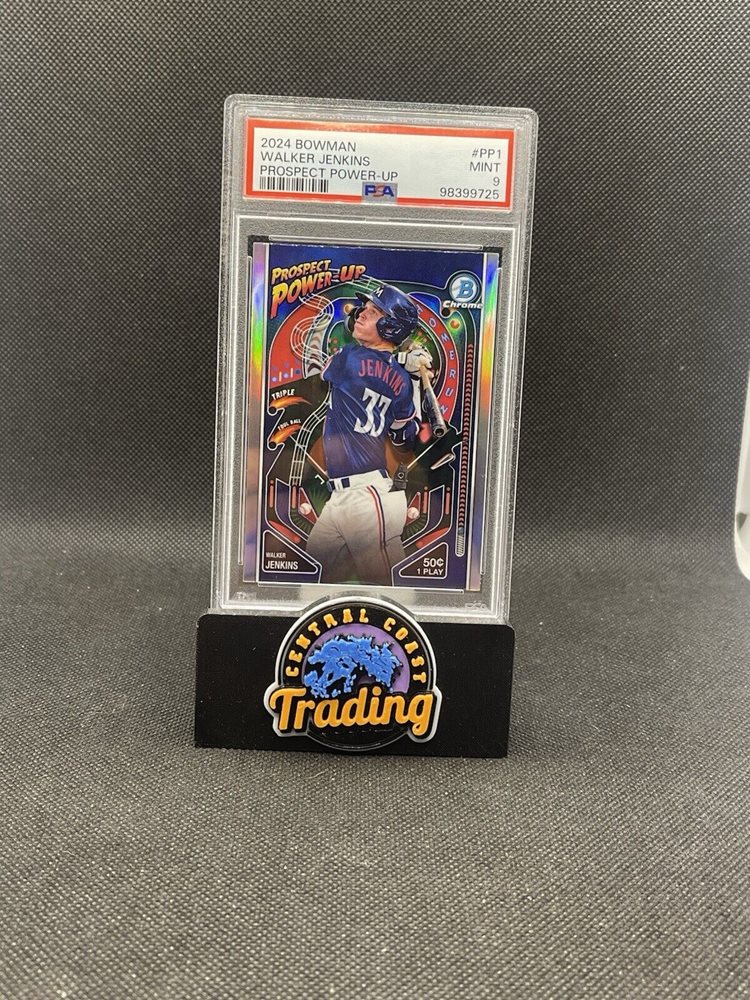 2024 BOWMAN #PP1
WALKER JENKINS MINT
PROSPECT POWER-UP 9
PSA 98399725
PROSPECT
POWER-UP
B
Chrome
HOMERUN
JENKINS
33
TRIPLE
FOUL BALL
WALKER
JENKINS
50¢
1 PLAY
CENTRAL COAST
Trading